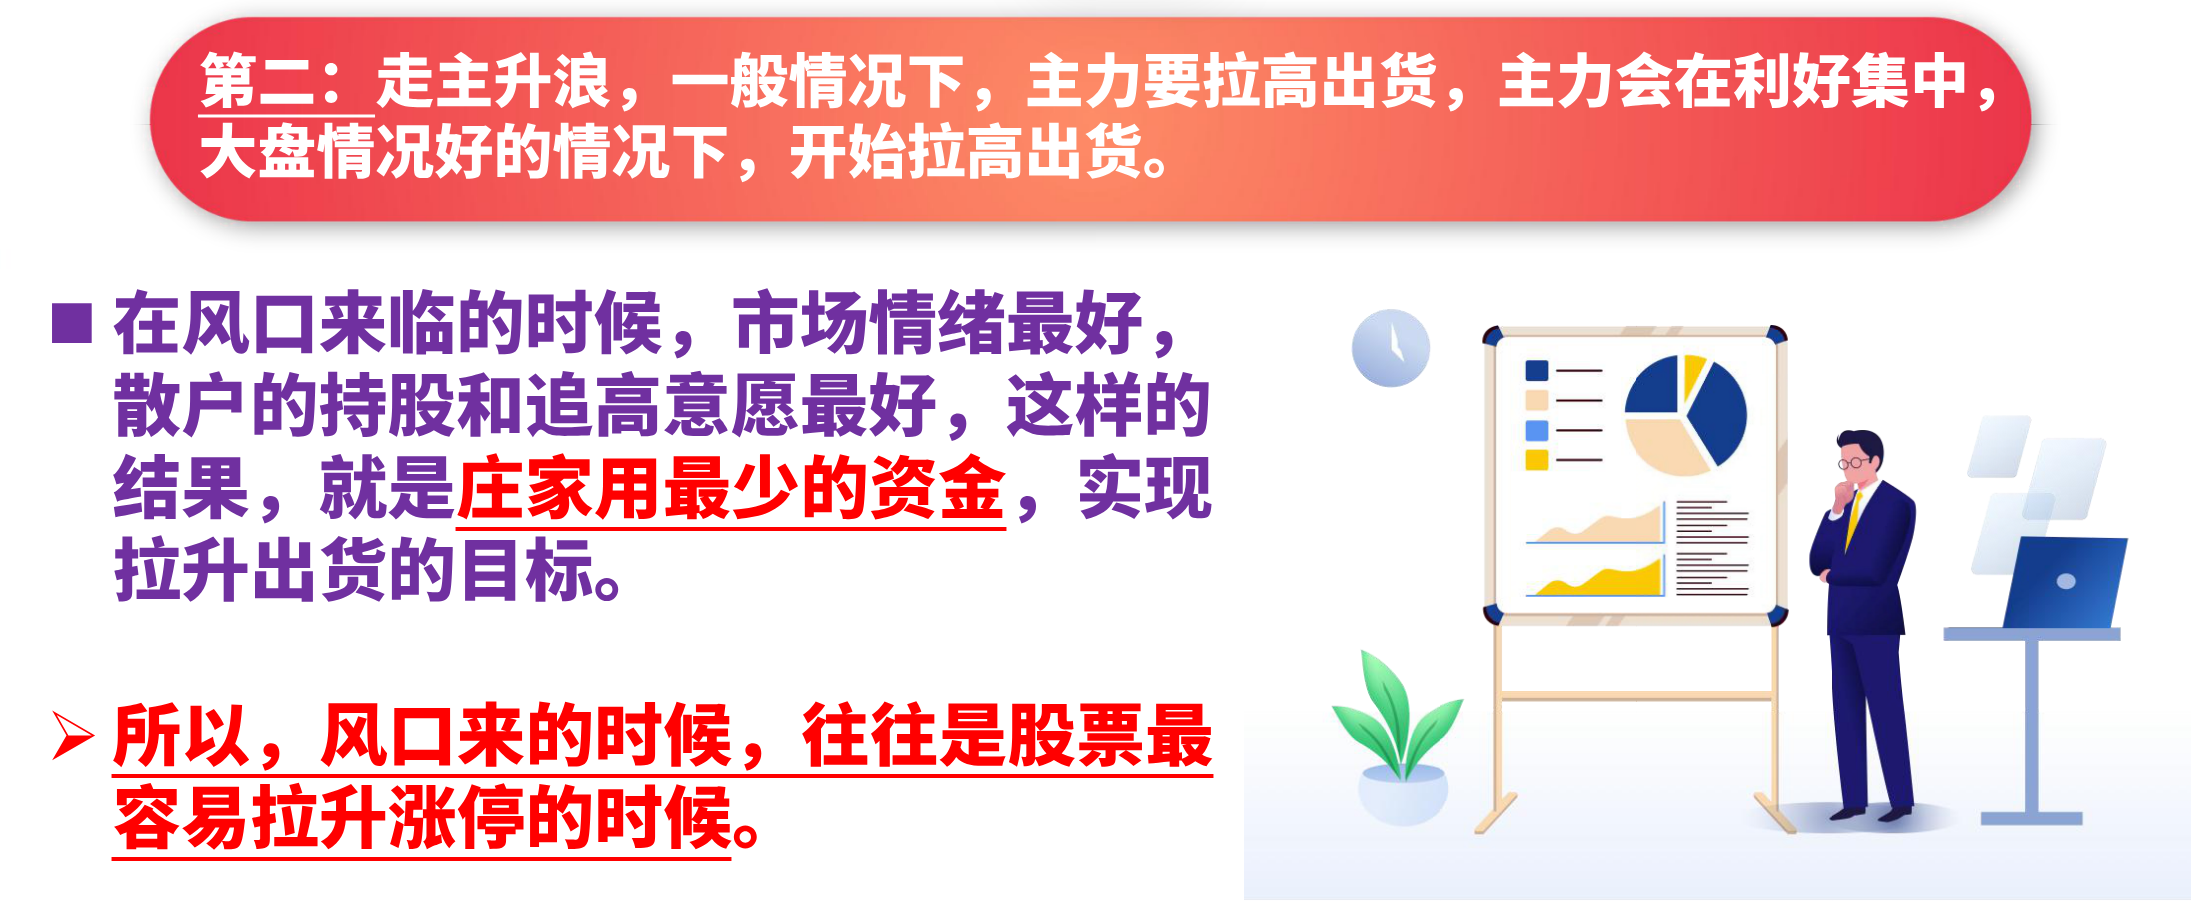 第二：走主升浪，一般情况下，主力要拉高出货，主力会在利好集中，
大盘情况好的情况下，开始拉高出货。
在风口来临的时候，市场情绪最好，
散户的持股和追高意愿最好，这样的
结果，就是庄家用最少的资金，实现
拉升出货的目标。
所以，风口来的时候，往往是股票最
容易拉升涨停的时候。